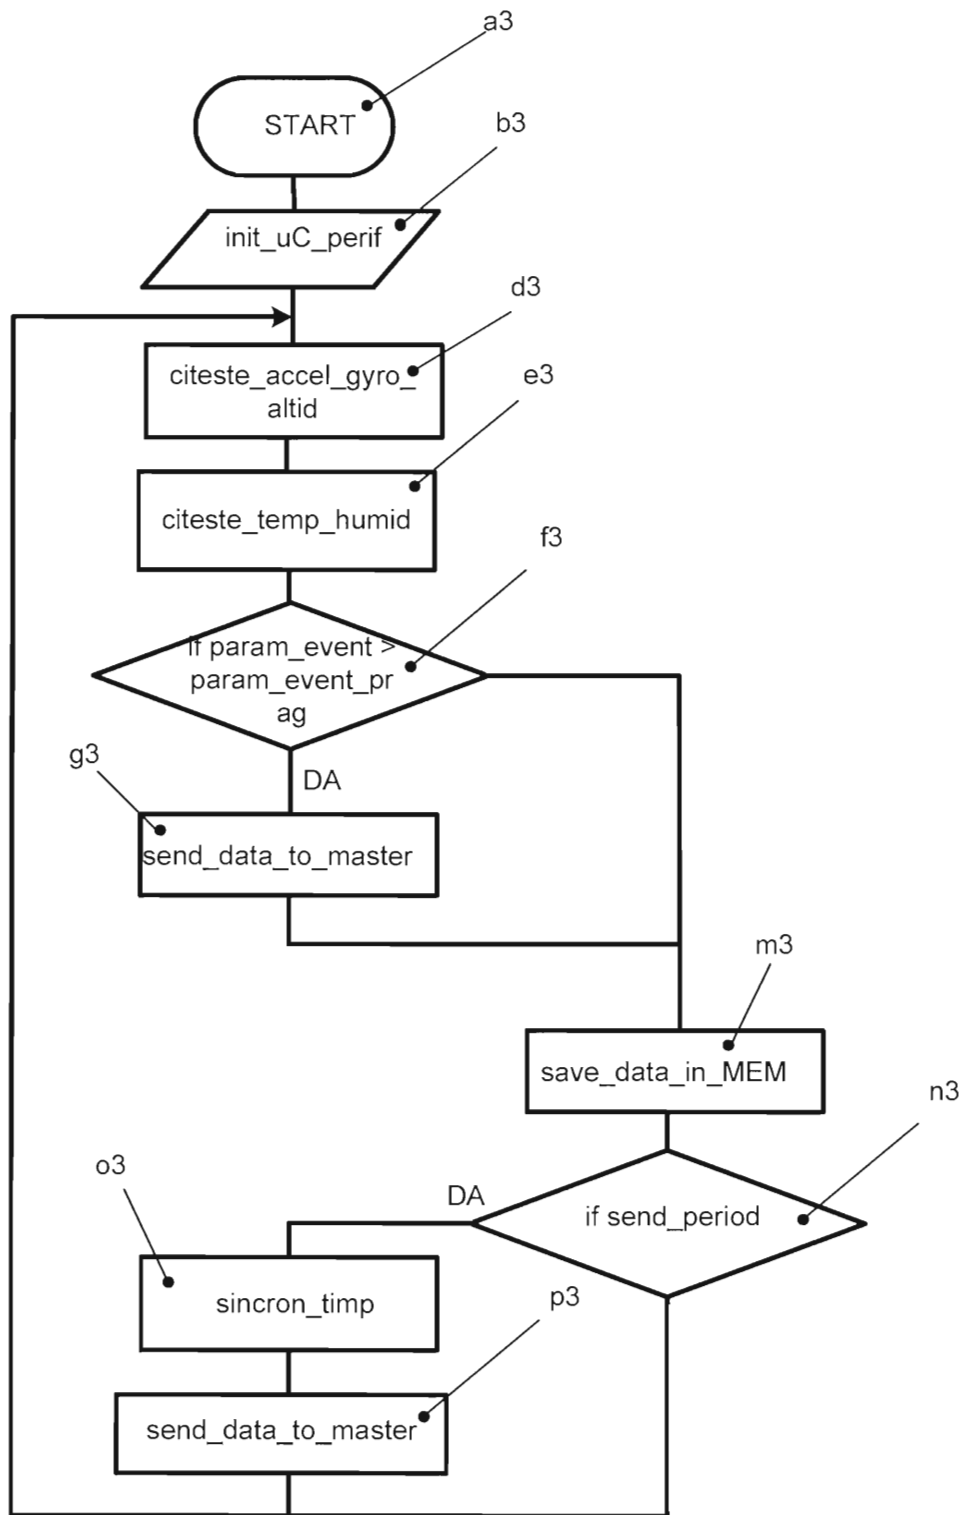 a3
START
b3
init_uC_perif
d3
citeste_accel_gyro_
altid
e3
citeste_temp_humid
f3
if param_event >
param_event_pr
ag
g3
DA
send_data_to_master
m3
save_data_in_MEM
n3
o3
DA
if send_period
sincron_timp
p3
send_data_to_master